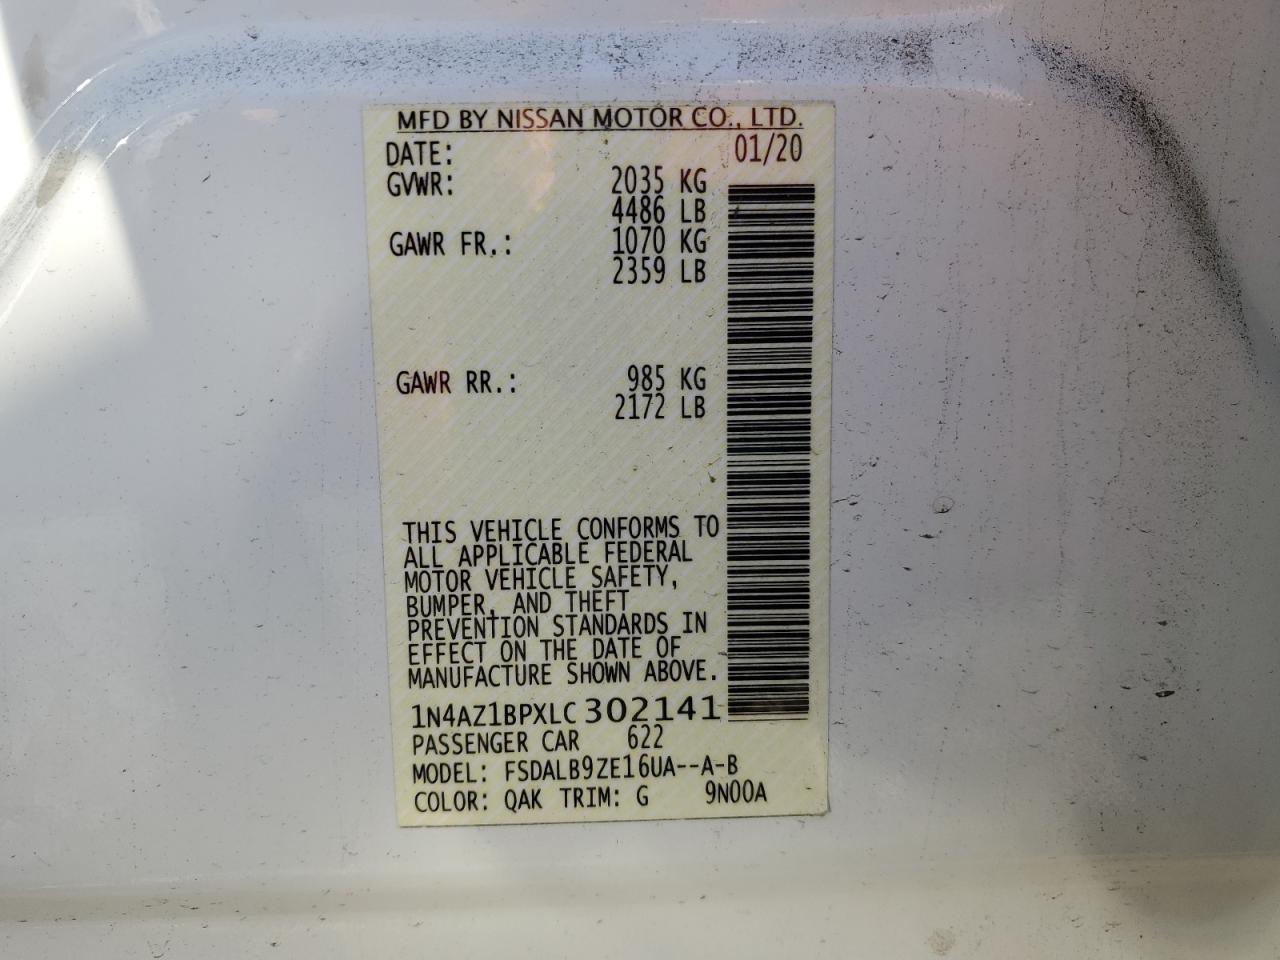 MFD BY NISSAN MOTOR CO., LTD.
DATE: 01/20
GVWR: 2035 KG
4486 LB
GAWR FR.: 1070 KG
2359 LB
GAWR RR.: 985 KG
2172 LB
THIS VEHICLE CONFORMS TO
ALL APPLICABLE FEDERAL
MOTOR VEHICLE SAFETY,
BUMPER, AND THEFT
PREVENTION STANDARDS IN
EFFECT ON THE DATE OF
MANUFACTURE SHOWN ABOVE.
1N4AZ1BPXLC302141
PASSENGER CAR 622
MODEL: FSDALB9ZE16UA--A-B
COLOR: QAK TRIM: G 9N00A